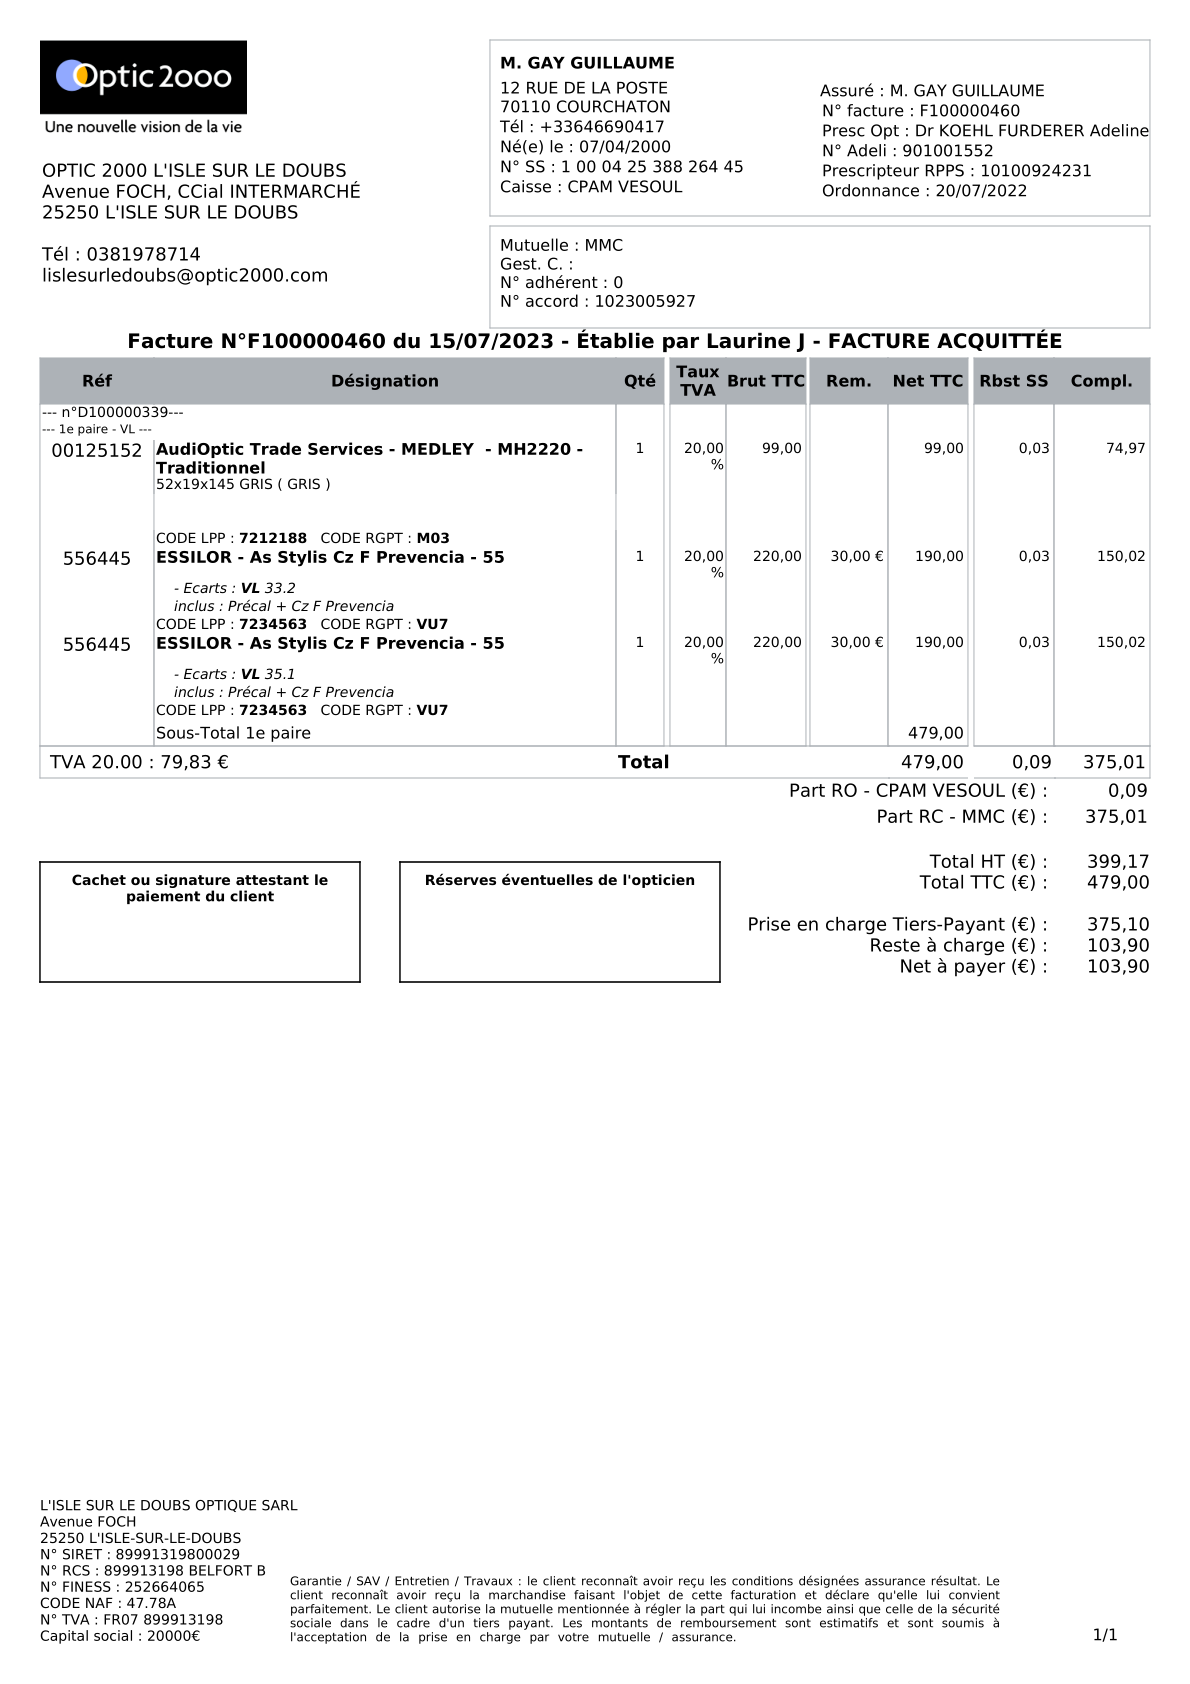 Optic 2000
Une nouvelle vision de la vie
OPTIC 2000 L'ISLE SUR LE DOUBS
Avenue FOCH, CCial INTERMARCHÉ
25250 L'ISLE SUR LE DOUBS
Tél : 0381978714
lislesurledoubs@optic2000.com
M. GAY GUILLAUME
12 RUE DE LA POSTE
70110 COURCHATON
Tél : +33646690417
Né(e) le : 07/04/2000
N° SS : 1 00 04 25 388 264 45
Caisse : CPAM VESOUL
Assuré : M. GAY GUILLAUME
N° facture : F100000460
Presc Opt : Dr KOEHL FURDERER Adeline
N° Adeli : 901001552
Prescripteur RPPS : 10100924231
Ordonnance : 20/07/2022
Mutuelle : MMC
Gest. C. :
N° adhérent : 0
N° accord : 1023005927
Facture N°F100000460 du 15/07/2023 - Établie par Laurine J - FACTURE ACQUITTÉE
Réf Désignation Qté Taux TVA Brut TTC Rem. Net TTC Rbst SS Compl.
--- n°D100000339---
--- 1e paire - VL ---
00125152 AudiOptic Trade Services - MEDLEY - MH2220 - 1 20,00 99,00 99,00 0,03 74,97
Traditionnel %
52x19x145 GRIS ( GRIS )
CODE LPP : 7212188 CODE RGPT : M03
556445 ESSILOR - As Stylis Cz F Prevencia - 55 1 20,00 220,00 30,00 € 190,00 0,03 150,02
%
- Ecarts : VL 33.2
inclus : Précal + Cz F Prevencia
CODE LPP : 7234563 CODE RGPT : VU7
556445 ESSILOR - As Stylis Cz F Prevencia - 55 1 20,00 220,00 30,00 € 190,00 0,03 150,02
%
- Ecarts : VL 35.1
inclus : Précal + Cz F Prevencia
CODE LPP : 7234563 CODE RGPT : VU7
Sous-Total 1e paire 479,00
TVA 20.00 : 79,83 € Total 479,00 0,09 375,01
Part RO - CPAM VESOUL (€) : 0,09
Part RC - MMC (€) : 375,01
Total HT (€) : 399,17
Total TTC (€) : 479,00
Prise en charge Tiers-Payant (€) : 375,10
Reste à charge (€) : 103,90
Net à payer (€) : 103,90
Cachet ou signature attestant le
paiement du client
Réserves éventuelles de l'opticien
L'ISLE SUR LE DOUBS OPTIQUE SARL
Avenue FOCH
25250 L'ISLE-SUR-LE-DOUBS
N° SIRET : 89991319800029
N° RCS : 899913198 BELFORT B
N° FINESS : 252664065
CODE NAF : 47.78A
N° TVA : FR07 899913198
Capital social : 20000€
Garantie / SAV / Entretien / Travaux : le client reconnaît avoir reçu les conditions désignées assurance résultat. Le
client reconnaît avoir reçu la marchandise faisant l'objet de cette facturation et déclare qu'elle lui convient
parfaitement. Le client autorise la mutuelle mentionnée à régler la part qui lui incombe ainsi que celle de la sécurité
sociale dans le cadre d'un tiers payant. Les montants de remboursement sont estimatifs et sont soumis à
l'acceptation de la prise en charge par votre mutuelle / assurance.
1/1